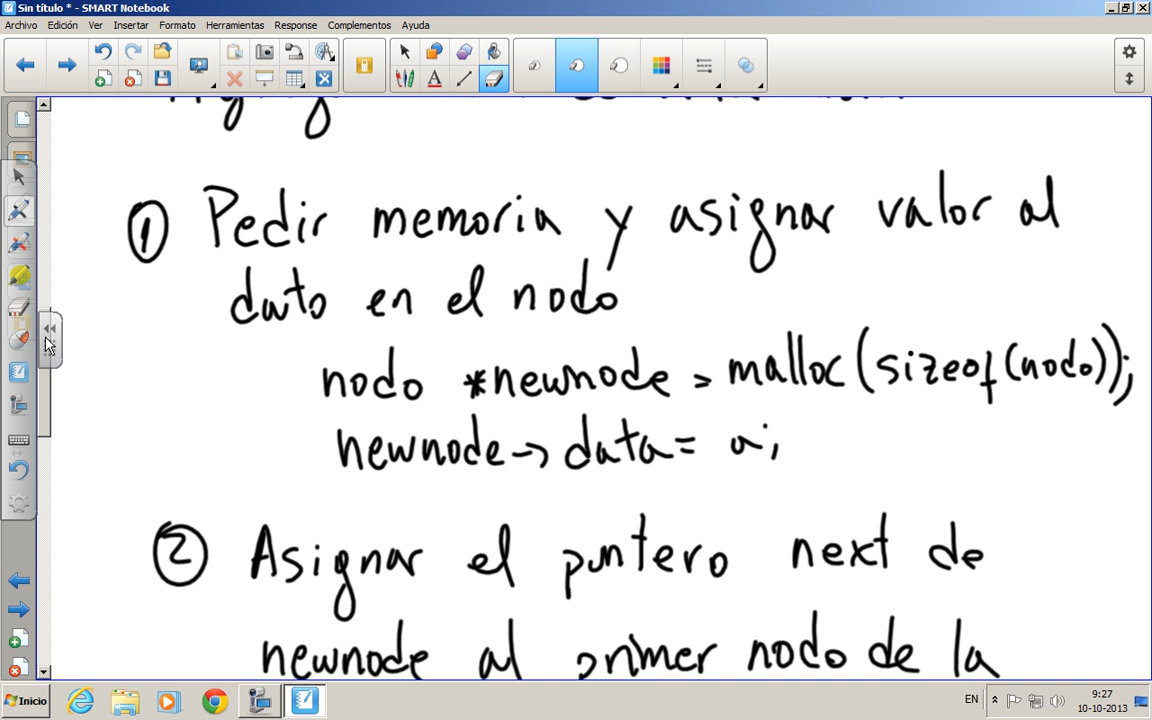 Sin título * - SMART Notebook
Archivo Edición Ver Insertar Formato Herramientas Response Complementos Ayuda
① Pedir memoria y asignar valor al
dato en el nodo
nodo *newnode = malloc(sizeof(nodo));
newnode→data = a;
② Asignar el puntero next de
newnode al primer nodo de la
Inicio
EN
9:27
10-10-2013